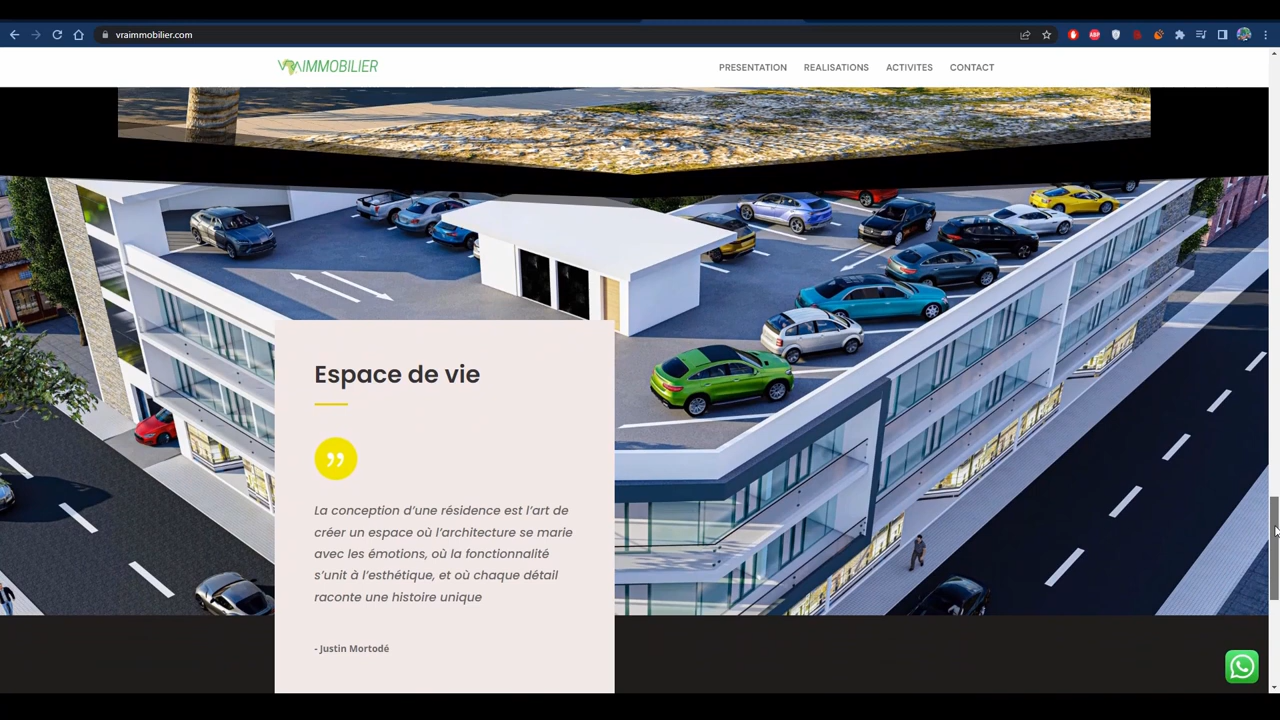 vraimmobilier.com
VRAIMMOBILIER
PRESENTATION REALISATIONS ACTIVITES CONTACT
Espace de vie
La conception d’une résidence est l’art de
créer un espace où l’architecture se marie
avec les émotions, où la fonctionnalité
s’unit à l’esthétique, et où chaque détail
raconte une histoire unique
- Justin Mortodé